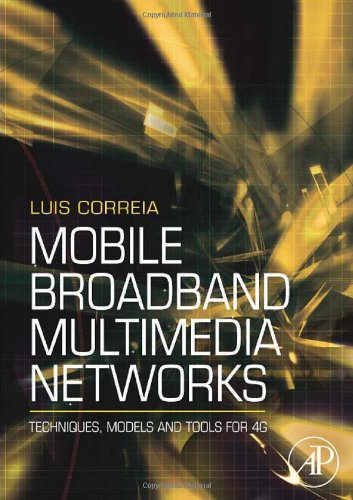 LUIS CORREIA
MOBILE
BROADBAND
MULTIMEDIA
NETWORKS
TECHNIQUES, MODELS AND TOOLS FOR 4G
AP